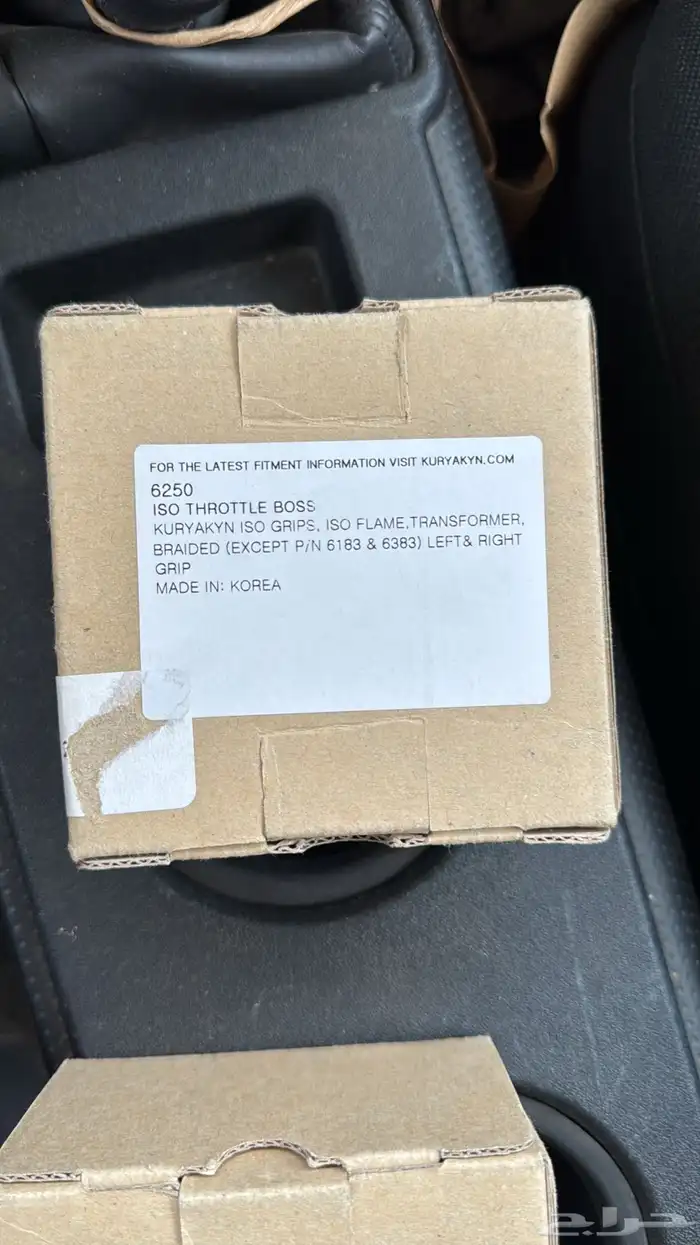 FOR THE LATEST FITMENT INFORMATION VISIT KURYAKYN.COM
6250
ISO THROTTLE BOSS
KURYAKYN ISO GRIPS, ISO FLAME,TRANSFORMER,
BRAIDED (EXCEPT P/N 6183 & 6383) LEFT& RIGHT
GRIP
MADE IN: KOREA
حراج